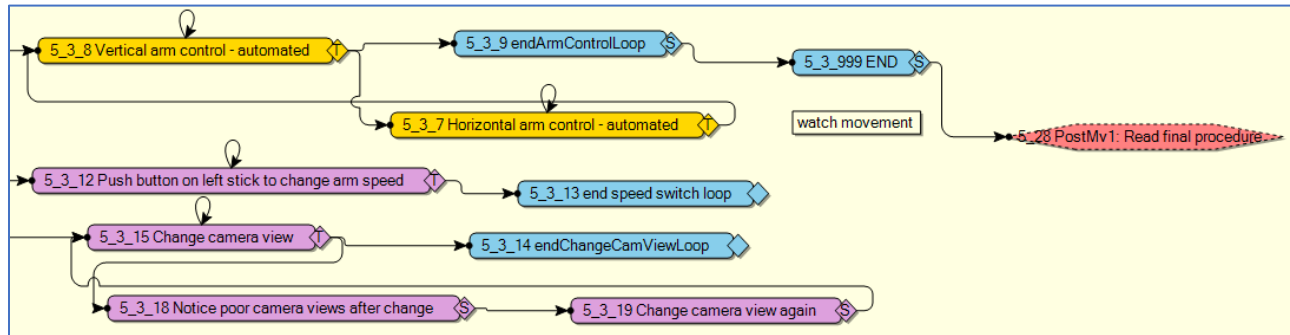 5_3_8 Vertical arm control - automated T
5_3_9 endArmControlLoop S
5_3_999 END S
5_3_7 Horizontal arm control - automated T
watch movement
5_28 PostMv1: Read final procedure
5_3_12 Push button on left stick to change arm speed T
5_3_13 end speed switch loop
5_3_15 Change camera view T
5_3_14 endChangeCamViewLoop
5_3_18 Notice poor camera views after change S
5_3_19 Change camera view again S